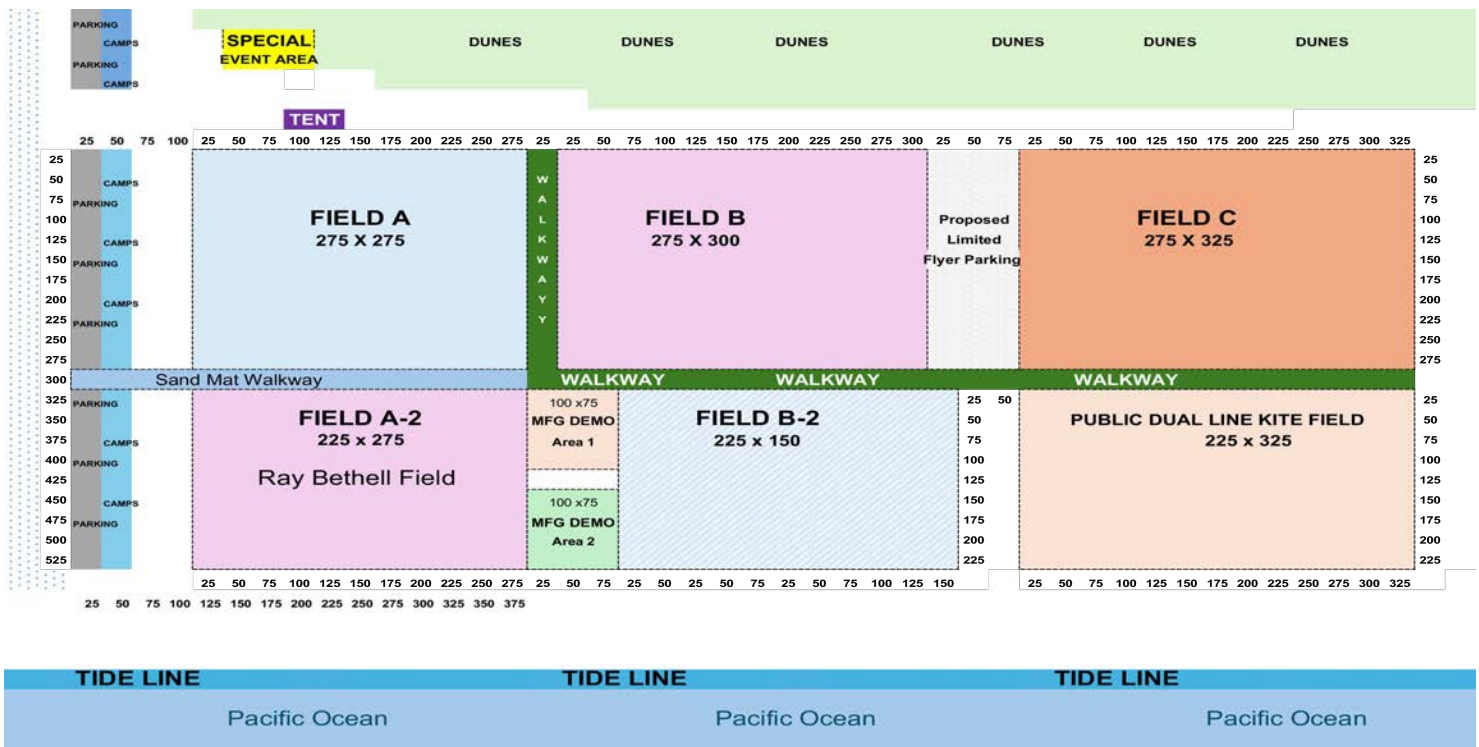 PARKING
CAMPS
PARKING
CAMPS
SPECIAL
EVENT AREA
DUNES DUNES DUNES DUNES DUNES DUNES
TENT
25 50 75 100 25 50 75 100 125 150 175 200 225 250 275 25 25 50 75 100 125 150 175 200 225 250 275 300 25 50 75 25 50 75 100 125 150 175 200 225 250 275 300 325
25 25
50 CAMPS W 50
75 PARKING A 75
100 FIELD A L FIELD B Proposed FIELD C 100
125 CAMPS 275 X 275 K 275 X 300 Limited 275 X 325 125
150 PARKING W Flyer Parking 150
175 A 175
200 CAMPS Y 200
225 PARKING Y 225
250 250
275 275
300 Sand Mat Walkway WALKWAY WALKWAY WALKWAY
325 PARKING 100 x75 25 50 25
350 FIELD A-2 MFG DEMO FIELD B-2 50 PUBLIC DUAL LINE KITE FIELD 50
375 CAMPS 225 x 275 Area 1 225 x 150 75 225 x 325 75
400 PARKING 100 100
425 Ray Bethell Field 125 125
450 CAMPS 100 x75 150 150
475 PARKING MFG DEMO 175 175
500 Area 2 200 200
525 225 225
25 50 75 100 125 150 175 200 225 250 275 25 50 75 25 50 25 50 75 100 125 150 25 50 75 100 125 150 175 200 225 250 275 300 325
25 50 75 100 125 150 175 200 225 250 275 300 325 350 375
TIDE LINE TIDE LINE TIDE LINE
Pacific Ocean Pacific Ocean Pacific Ocean